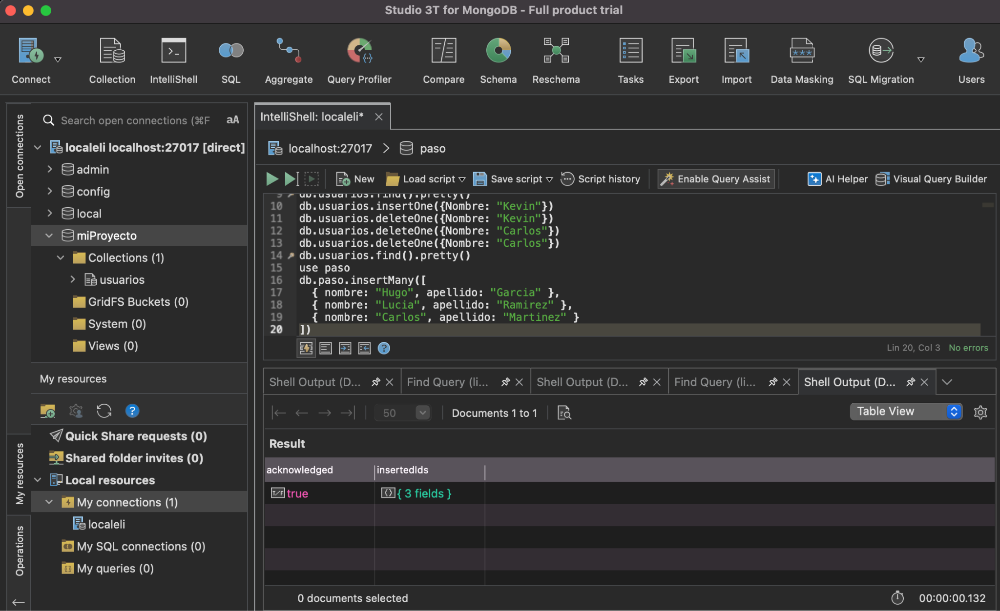 Studio 3T for MongoDB - Full product trial
Connect
Collection
IntelliShell
SQL
Aggregate
Query Profiler
Compare
Schema
Reschema
Tasks
Export
Import
Data Masking
SQL Migration
Users
Open connections
Search open connections (⌘F
aA
localeli localhost:27017 [direct]
admin
config
local
miProyecto
Collections (1)
usuarios
GridFS Buckets (0)
System (0)
Views (0)
My resources
My resources
Quick Share requests (0)
Shared folder invites (0)
Local resources
My connections (1)
localeli
My SQL connections (0)
My queries (0)
Operations
IntelliShell: localeli*
localhost:27017 > paso
New
Load script
Save script
Script history
Enable Query Assist
AI Helper
Visual Query Builder
9 db.usuarios.find().pretty()
10 db.usuarios.insertOne({Nombre: "Kevin"})
11 db.usuarios.deleteOne({Nombre: "Kevin"})
12 db.usuarios.deleteOne({Nombre: "Carlos"})
13 db.usuarios.deleteOne({Nombre: "Carlos"})
14 db.usuarios.find().pretty()
15 use paso
16 db.paso.insertMany([
17 { nombre: "Hugo", apellido: "Garcia" },
18 { nombre: "Lucia", apellido: "Ramirez" },
19 { nombre: "Carlos", apellido: "Martinez" }
20 ])
Lin 20, Col 3 No errors
Shell Output (D...
Find Query (li...
Shell Output (D...
Find Query (li...
Shell Output (D...
50
Documents 1 to 1
Table View
Result
acknowledged
insertedIds
T/F true
{ 3 fields }
0 documents selected
00:00:00.132